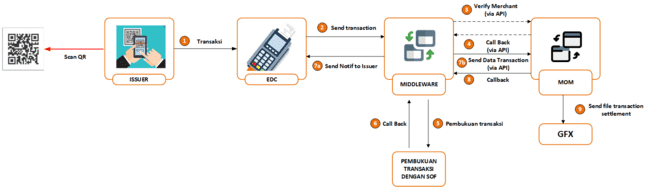 Scan QR
ISSUER
1
Transaksi
EDC
2
Send transaction
7a
Send Notif to Issuer
MIDDLEWARE
3
Verify Merchant
(via API)
4
Call Back
(via API)
7b
Send Data Transaction
(via API)
8
Callback
MOM
9
Send file transaction
settlement
GFX
6
Call Back
5
Pembukuan transaksi
PEMBUKUAN
TRANSAKSI
DENGAN SOF